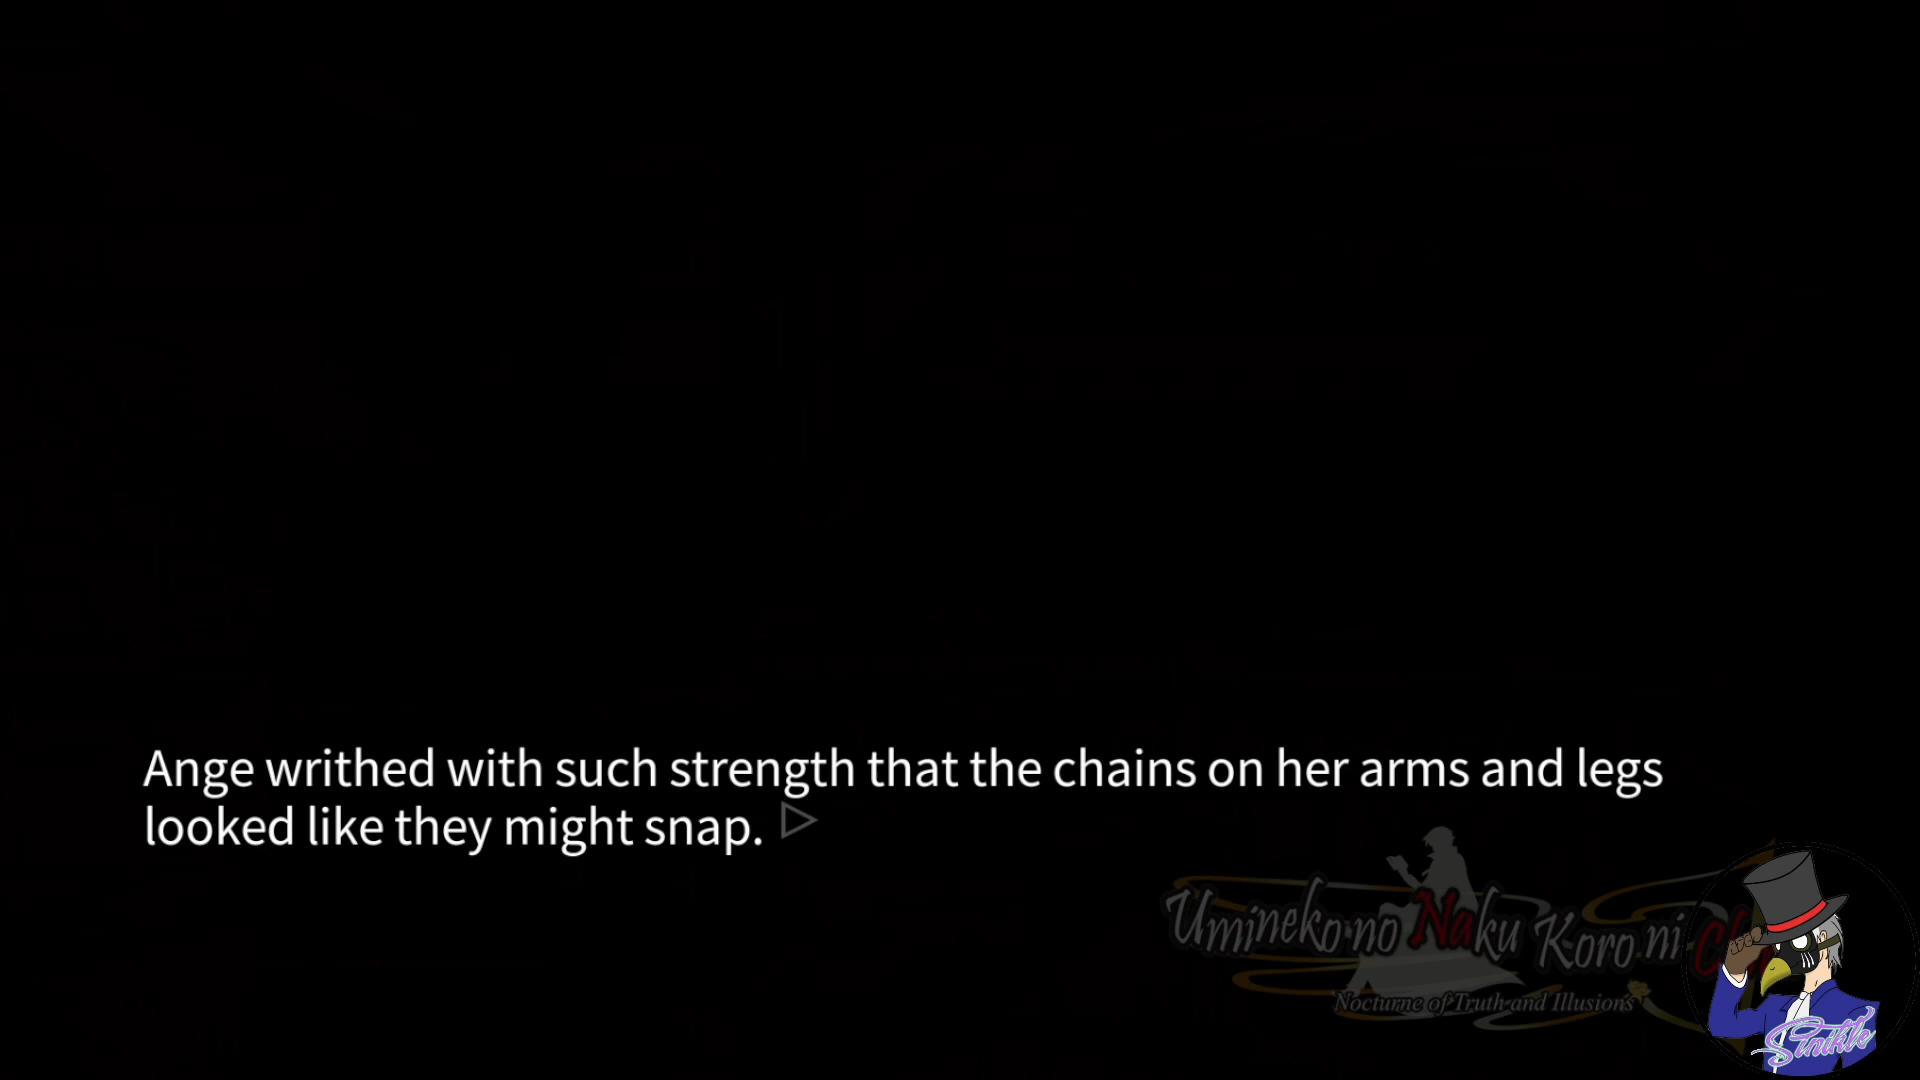 Ange writhed with such strength that the chains on her arms and legs
looked like they might snap.
Umineko no Naku Koro ni
Nocturne of Truth and Illusions
Sinikle